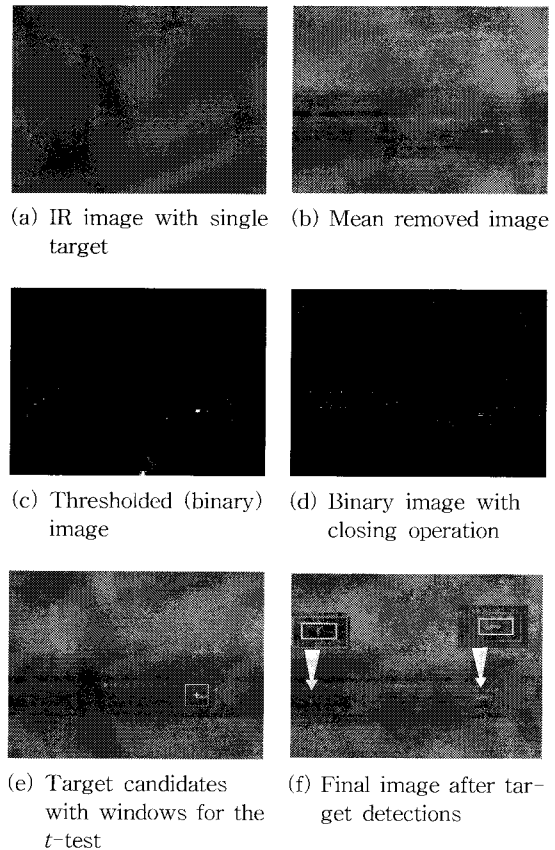 (a) IR image with single
target
(b) Mean removed image
(c) Thresholded (binary)
image
(d) Binary image with
closing operation
(e) Target candidates
with windows for the
t-test
(f) Final image after tar-
get detections